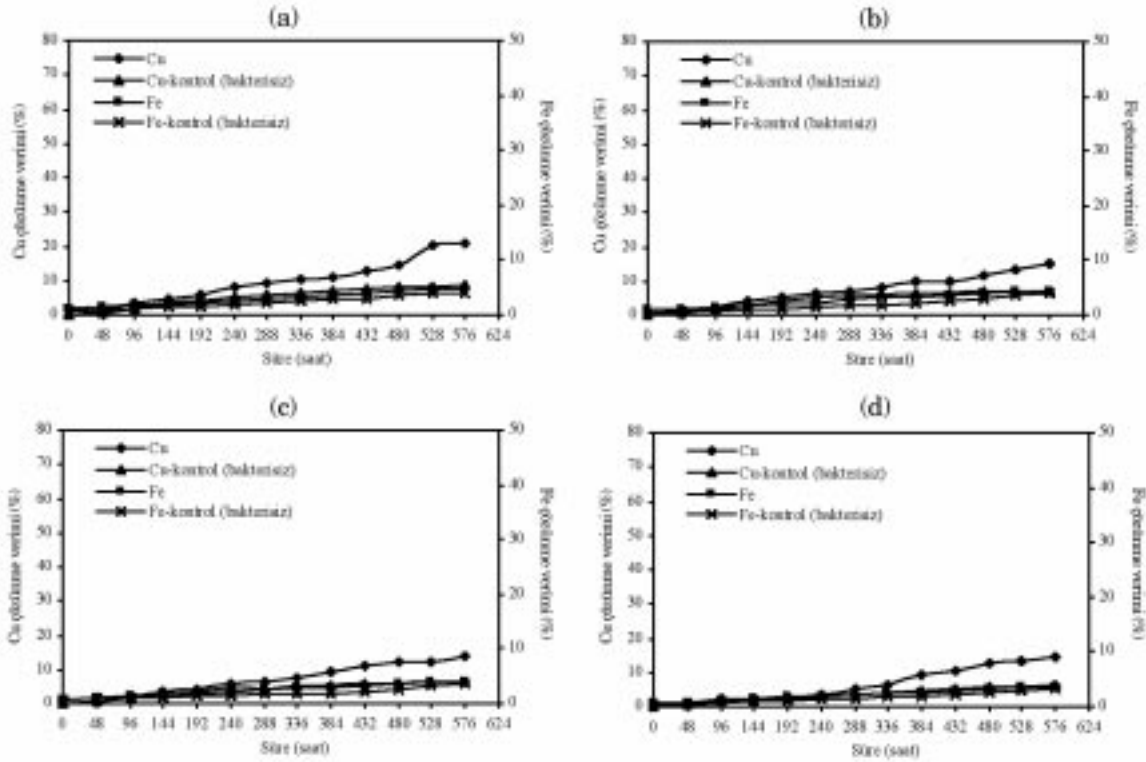 (a)
80
70
60
50
40
30
20
10
0
Cu çözünme verimi (%)
Cu
Cu-kontrol (bakterisiz)
Fe
Fe-kontrol (bakterisiz)
50
40
30
20
10
0
Fe çözünme verimi (%)
0 48 96 144 192 240 288 336 384 432 480 528 576 624
Süre (saat)
(b)
80
70
60
50
40
30
20
10
0
Cu çözünme verimi (%)
Cu
Cu-kontrol (bakterisiz)
Fe
Fe-kontrol (bakterisiz)
50
40
30
20
10
0
Fe çözünme verimi (%)
0 48 96 144 192 240 288 336 384 432 480 528 576 624
Süre (saat)
(c)
80
70
60
50
40
30
20
10
0
Cu çözünme verimi (%)
Cu
Cu-kontrol (bakterisiz)
Fe
Fe-kontrol (bakterisiz)
50
40
30
20
10
0
Fe çözünme verimi (%)
0 48 96 144 192 240 288 336 384 432 480 528 576 624
Süre (saat)
(d)
80
70
60
50
40
30
20
10
0
Cu çözünme verimi (%)
Cu
Cu-kontrol (bakterisiz)
Fe
Fe-kontrol (bakterisiz)
50
40
30
20
10
0
Fe çözünme verimi (%)
0 48 96 144 192 240 288 336 384 432 480 528 576 624
Süre (saat)